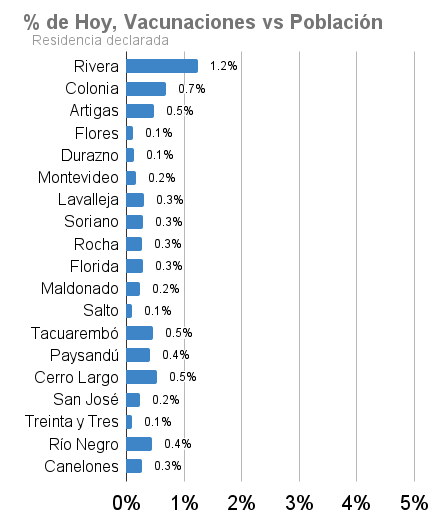 % de Hoy, Vacunaciones vs Población
Residencia declarada
Rivera 1.2%
Colonia 0.7%
Artigas 0.5%
Flores 0.1%
Durazno 0.1%
Montevideo 0.2%
Lavalleja 0.3%
Soriano 0.3%
Rocha 0.3%
Florida 0.3%
Maldonado 0.2%
Salto 0.1%
Tacuarembó 0.5%
Paysandú 0.4%
Cerro Largo 0.5%
San José 0.2%
Treinta y Tres 0.1%
Río Negro 0.4%
Canelones 0.3%
0% 1% 2% 3% 4% 5%